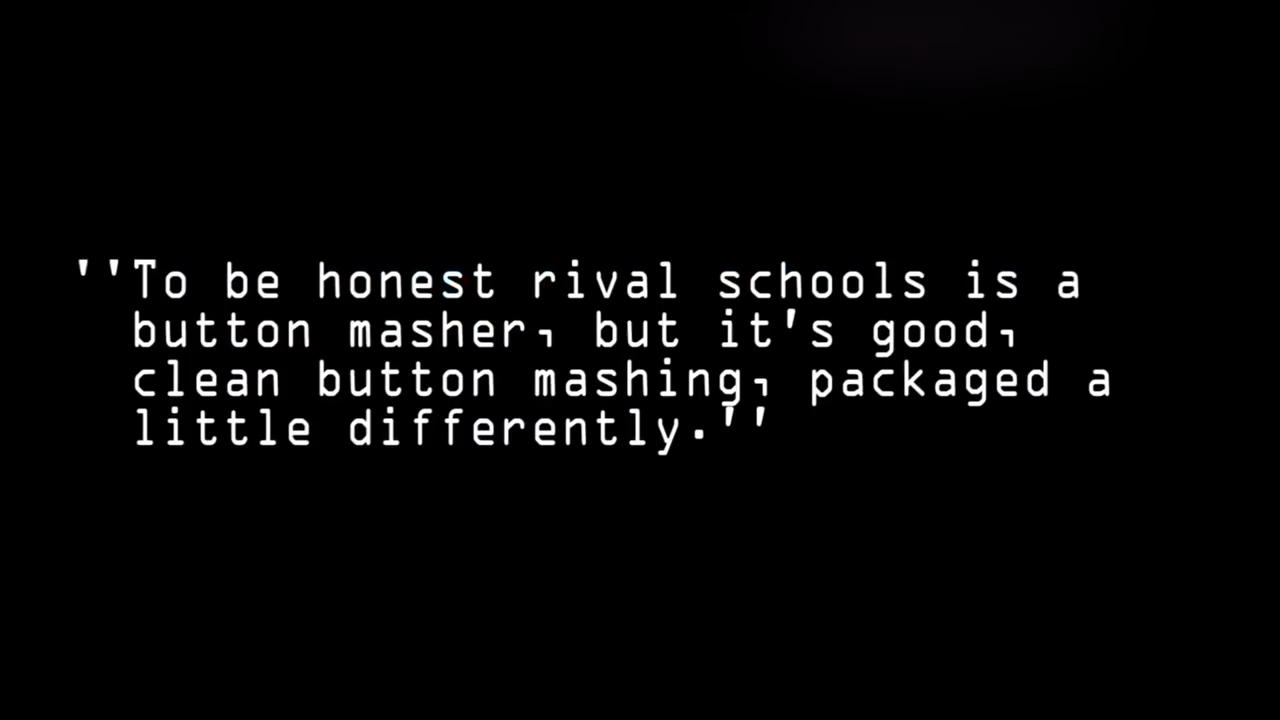 ''To be honest rival schools is a
button masher, but it's good,
clean button mashing, packaged a
little differently.''